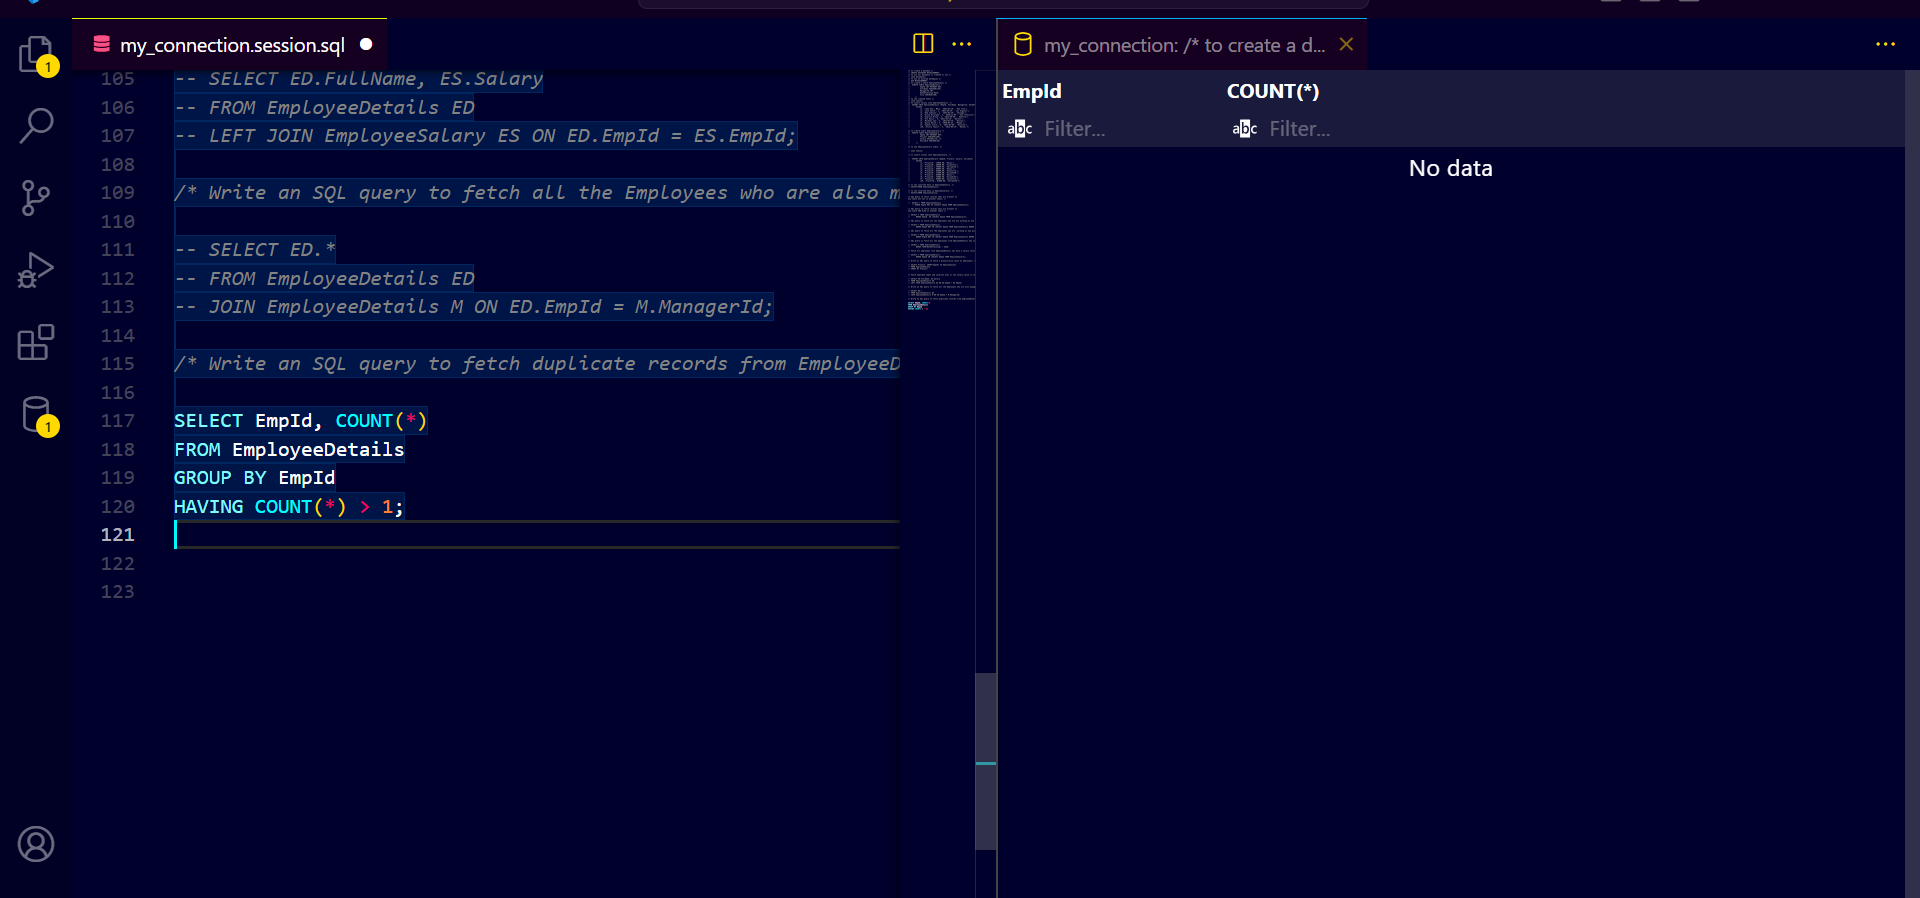 my_connection.session.sql
my_connection: /* to create a d...
1
1
105 -- SELECT ED.FullName, ES.Salary
106 -- FROM EmployeeDetails ED
107 -- LEFT JOIN EmployeeSalary ES ON ED.EmpId = ES.EmpId;
108
109 /* Write an SQL query to fetch all the Employees who are also m
110
111 -- SELECT ED.*
112 -- FROM EmployeeDetails ED
113 -- JOIN EmployeeDetails M ON ED.EmpId = M.ManagerId;
114
115 /* Write an SQL query to fetch duplicate records from EmployeeD
116
117 SELECT EmpId, COUNT(*)
118 FROM EmployeeDetails
119 GROUP BY EmpId
120 HAVING COUNT(*) > 1;
121
122
123
EmpId COUNT(*)
abc Filter... abc Filter...
No data